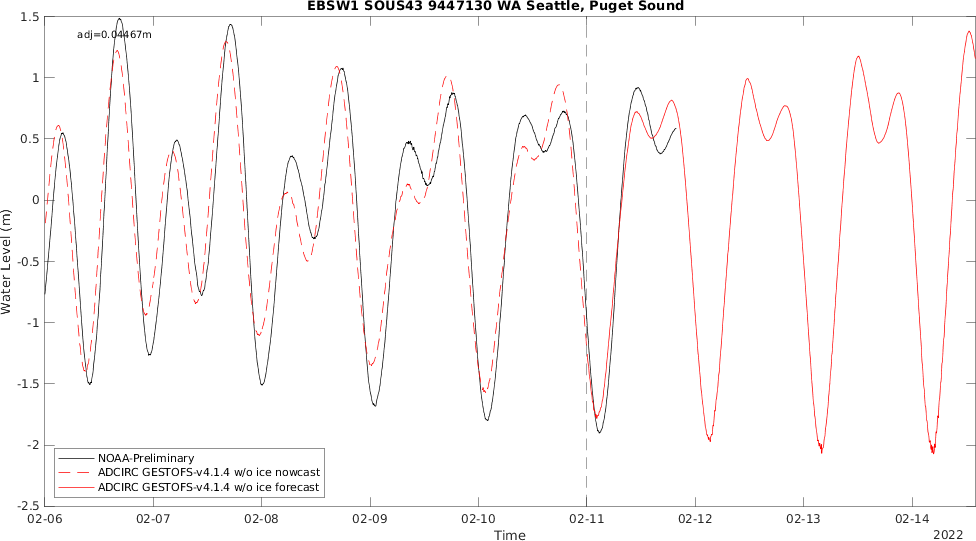 EBSW1 SOUS43 9447130 WA Seattle, Puget Sound
adj=0.04467m
1.5
1
0.5
0
-0.5
-1
-1.5
-2
-2.5
Water Level (m)
NOAA-Preliminary
ADCIRC GESTOFS-v4.1.4 w/o ice nowcast
ADCIRC GESTOFS-v4.1.4 w/o ice forecast
02-06 02-07 02-08 02-09 02-10 02-11 02-12 02-13 02-14
Time
2022